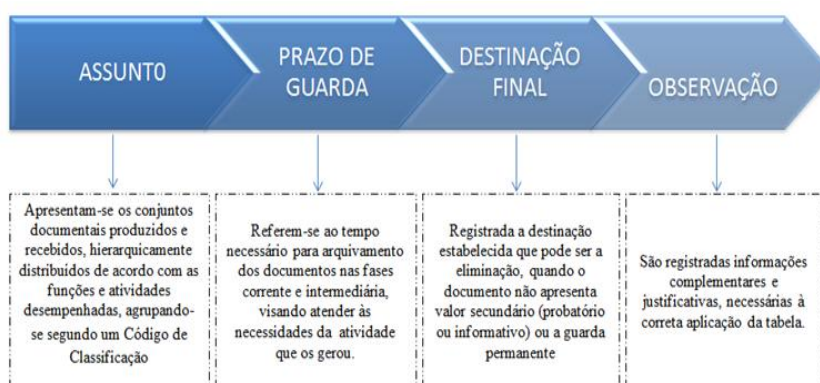 ASSUNTO
PRAZO DE
GUARDA
DESTINAÇÃO
FINAL
OBSERVAÇÃO
Apresentam-se os conjuntos
documentais produzidos e
recebidos, hierarquicamente
distribuídos de acordo com as
funções e atividades
desempenhadas, agrupando-
se segundo um Código de
Classificação
Referem-se ao tempo
necessário para arquivamento
dos documentos nas fases
corrente e intermediária,
visando atender às
necessidades da atividade
que os gerou.
Registrada a destinação
estabelecida que pode ser a
eliminação, quando o
documento não apresenta
valor secundário (probatório
ou informativo) ou a guarda
permanente
São registradas informações
complementares e
justificativas, necessárias à
correta aplicação da tabela.